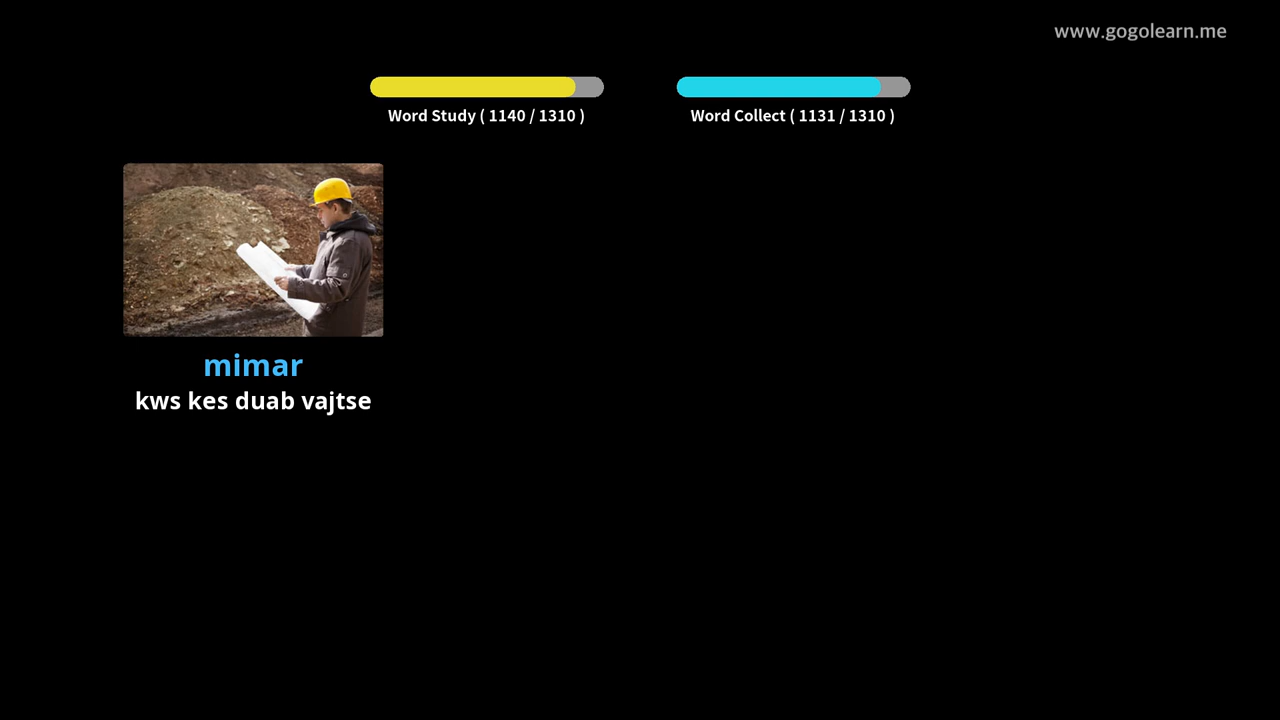 www.gogolearn.me
Word Study ( 1140 / 1310 )
Word Collect ( 1131 / 1310 )
mimar
kws kes duab vajtse